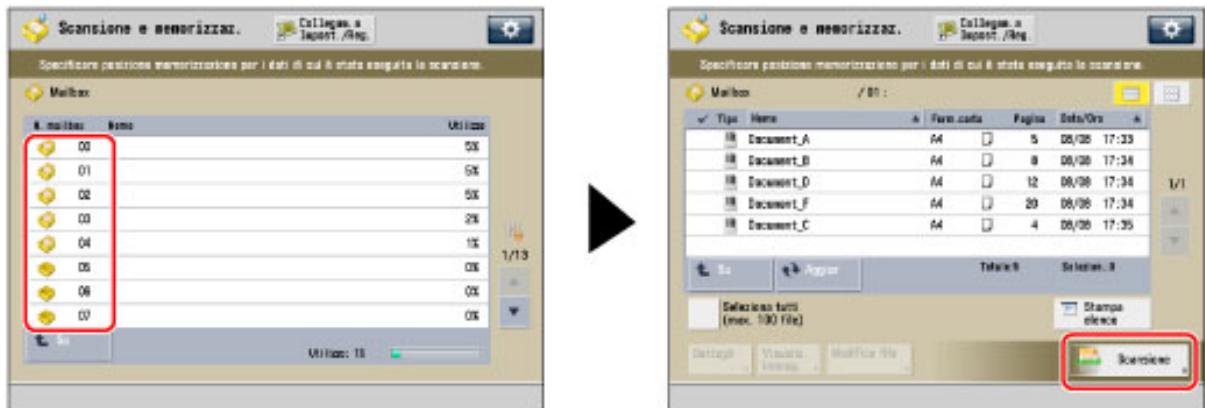 Scansione e memorizzaz.
Collegam. a
Impost./Reg.
Specificare posizione memorizzazione per i dati di cui è stata eseguita la scansione.
Mailbox
N. mailbox Nome Utilizzo
00 5%
01 5%
02 5%
03 2%
04 1%
05 0%
06 0%
07 0%
1/13
Su
Utilizzo: 1%
Scansione e memorizzaz.
Collegam. a
Impost./Reg.
Specificare posizione memorizzazione per i dati di cui è stata eseguita la scansione.
Mailbox /01 :
Tipo Nome Form.carta Pagina Data/Ora
Document_A A4 5 08/08 17:33
Document_B A4 8 08/08 17:34
Document_D A4 12 08/08 17:34
Document_F A4 20 08/08 17:34
Document_C A4 4 08/08 17:35
1/1
Su Aggior Totale:5 Selezion.:0
Seleziona tutti
(max. 100 file)
Stampa
elenco
Dettagli Visualiz. Modifica file
immag.
Scansione